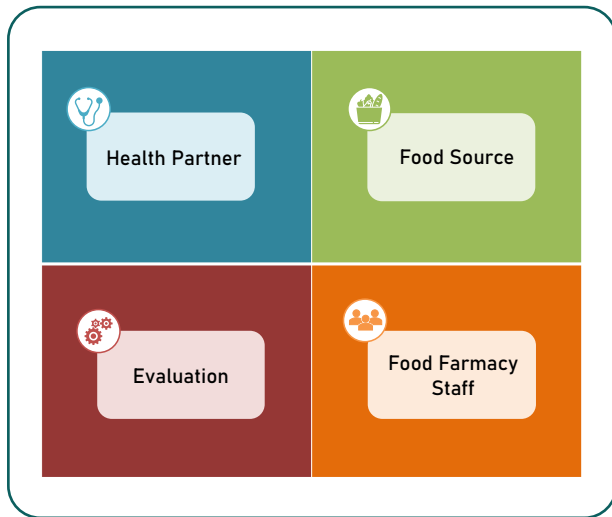 Health Partner
Food Source
Evaluation
Food Farmacy
Staff